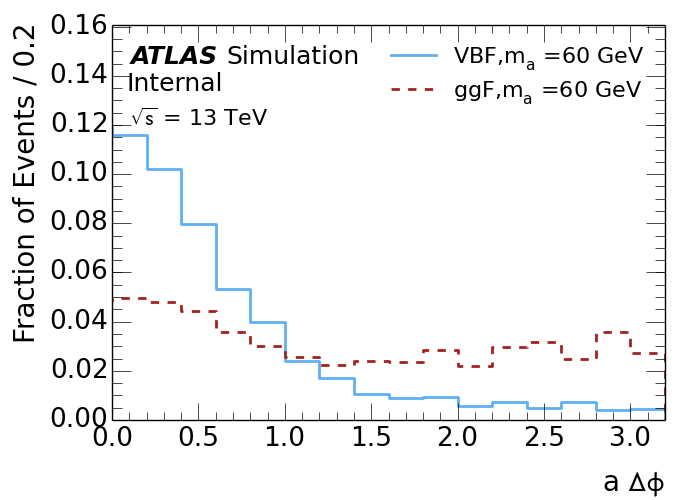 0.16
ATLAS Simulation
Internal
√s = 13 TeV
VBF,mₐ =60 GeV
ggF,mₐ =60 GeV
Fraction of Events / 0.2
0.14
0.12
0.10
0.08
0.06
0.04
0.02
0.00
0.0 0.5 1.0 1.5 2.0 2.5 3.0
a Δϕ